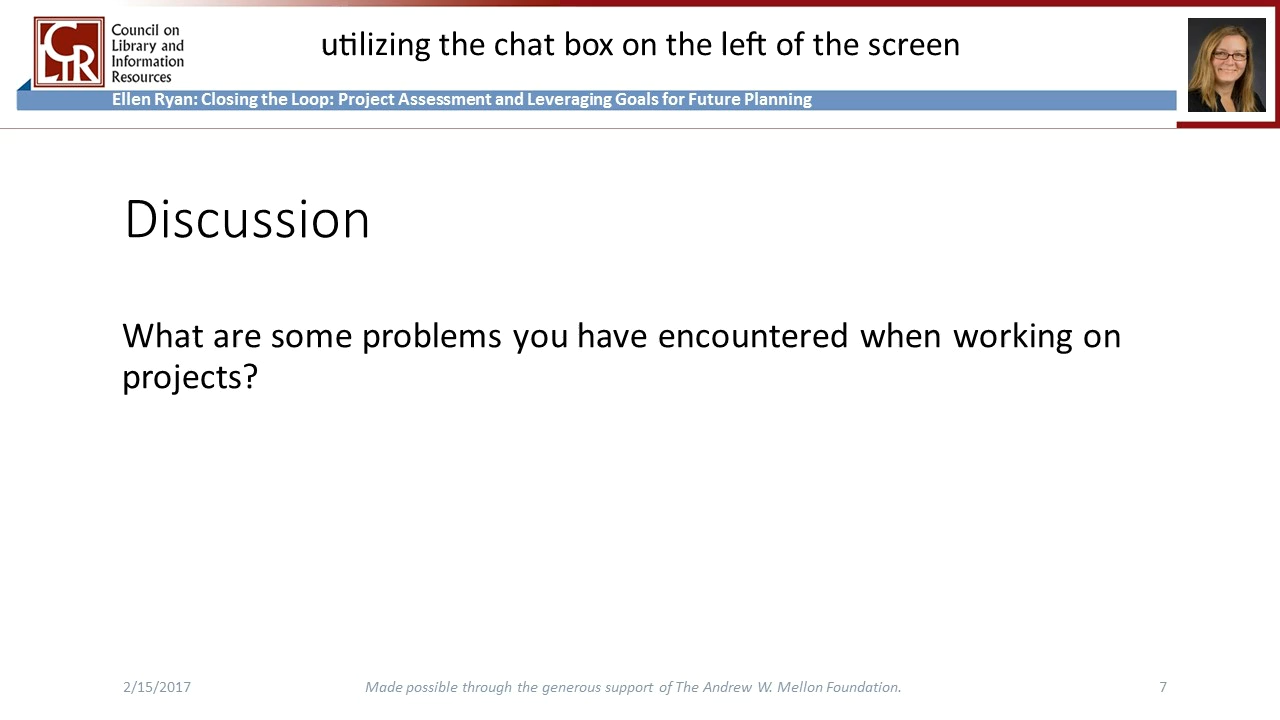 CLIR
Council on
Library and
Information
Resources
utilizing the chat box on the left of the screen
Ellen Ryan: Closing the Loop: Project Assessment and Leveraging Goals for Future Planning
Discussion
What are some problems you have encountered when working on
projects?
2/15/2017
Made possible through the generous support of The Andrew W. Mellon Foundation.
7